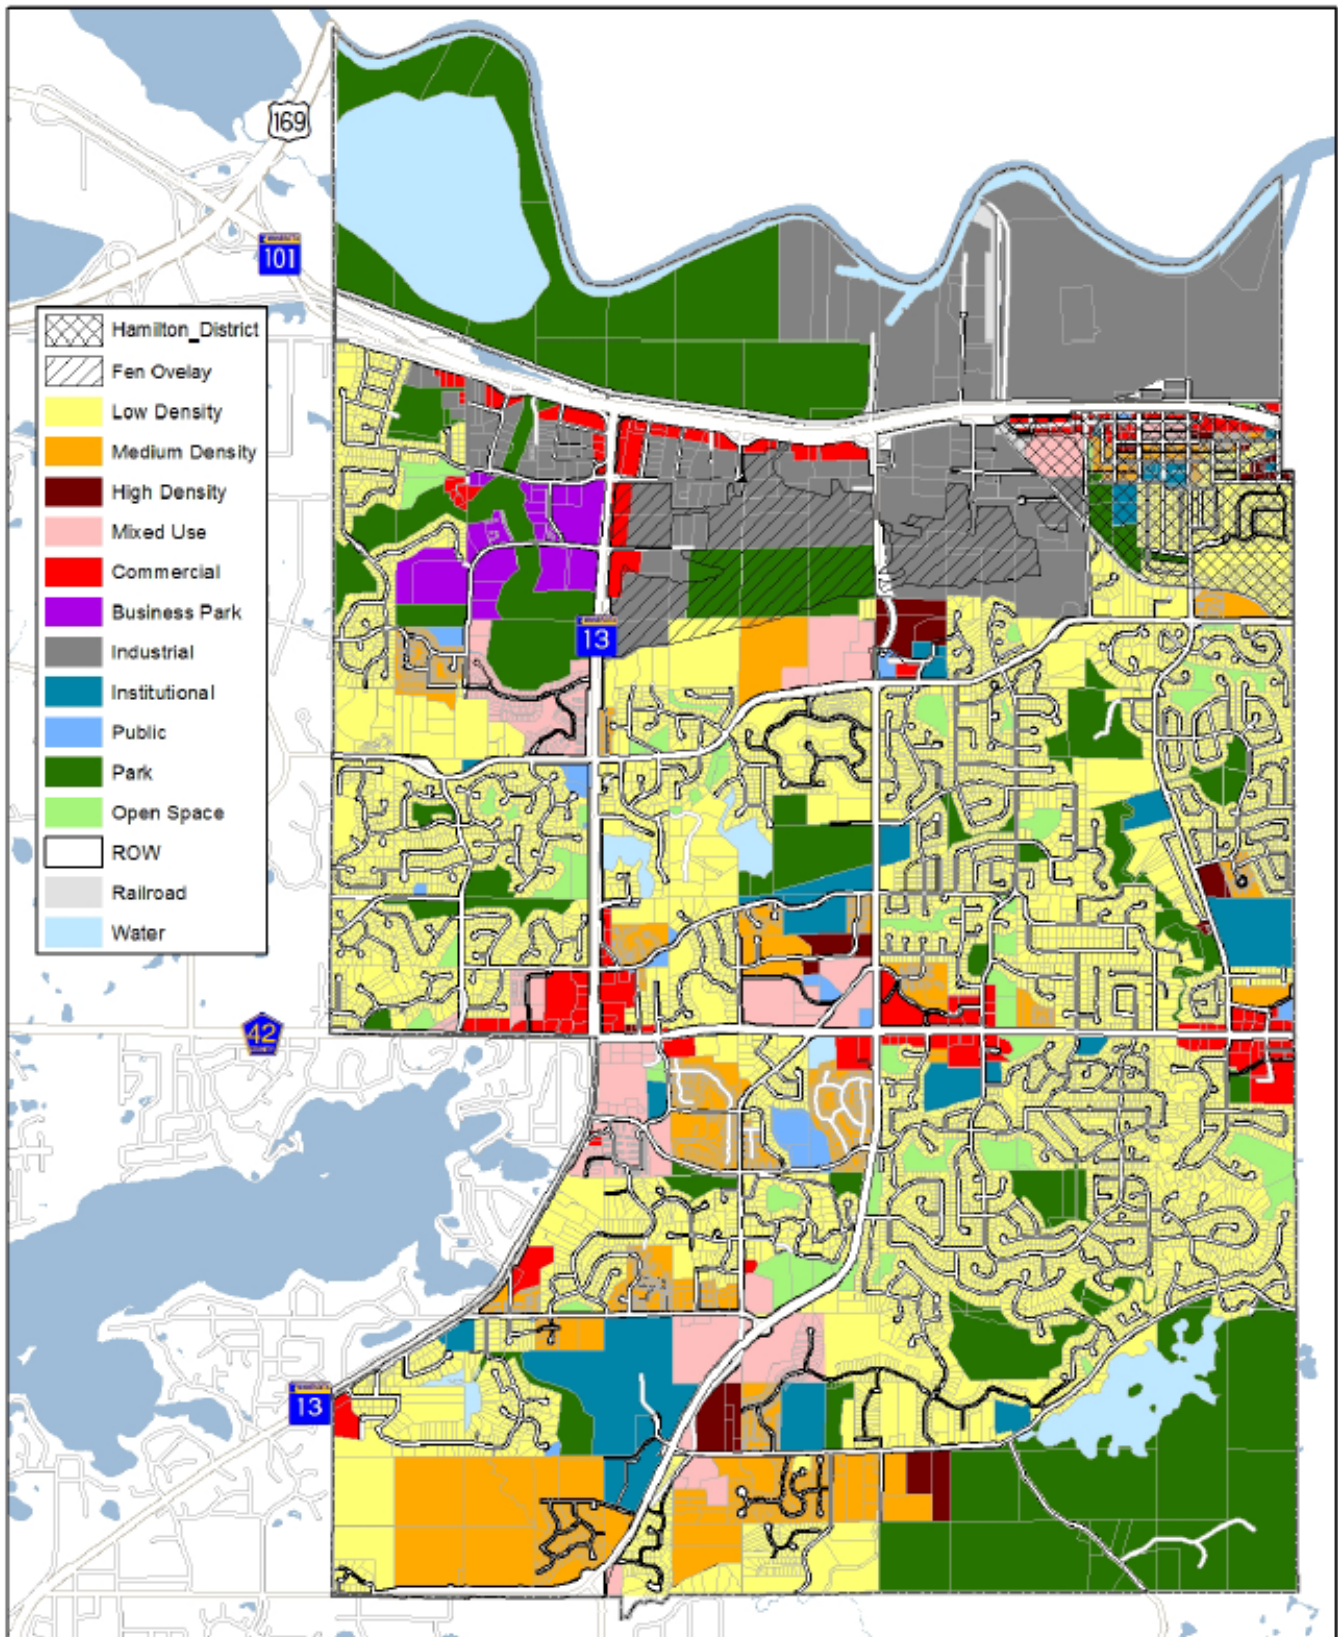 169
101
Hamilton_District
Fen Ovelay
Low Density
Medium Density
High Density
Mixed Use
Commercial
Business Park
Industrial
Institutional
Public
Park
Open Space
ROW
Railroad
Water
13
42
13